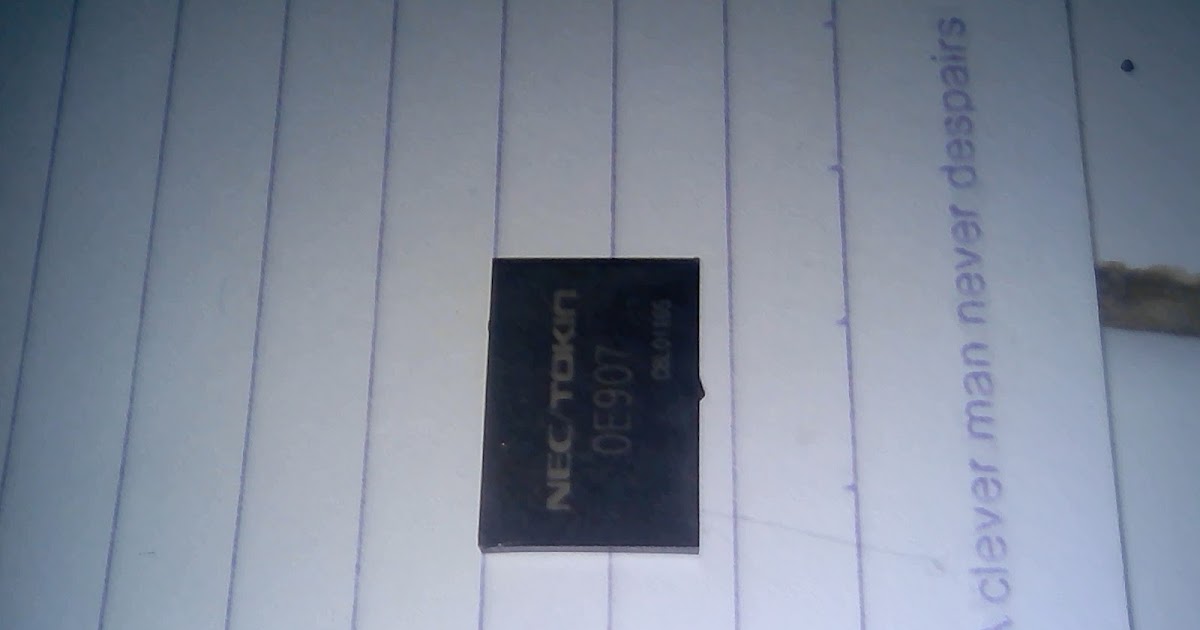 NEC/TOKIN
0E907
clever man never despairs